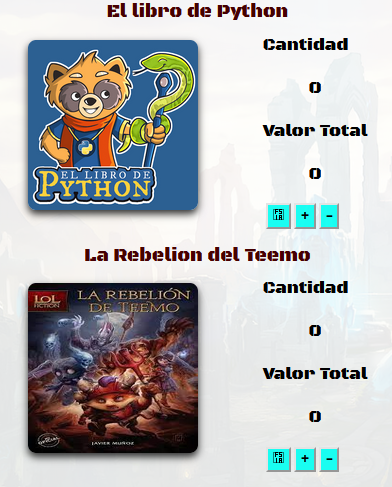 El libro de Python
Cantidad
0
Valor Total
0
EL LIBRO DE
PYTHON
+
-
La Rebelion del Teemo
Cantidad
0
Valor Total
0
LOL
FICTION
LA REBELIÓN
DE TEEMO
JAVIER MUÑOZ
+
-